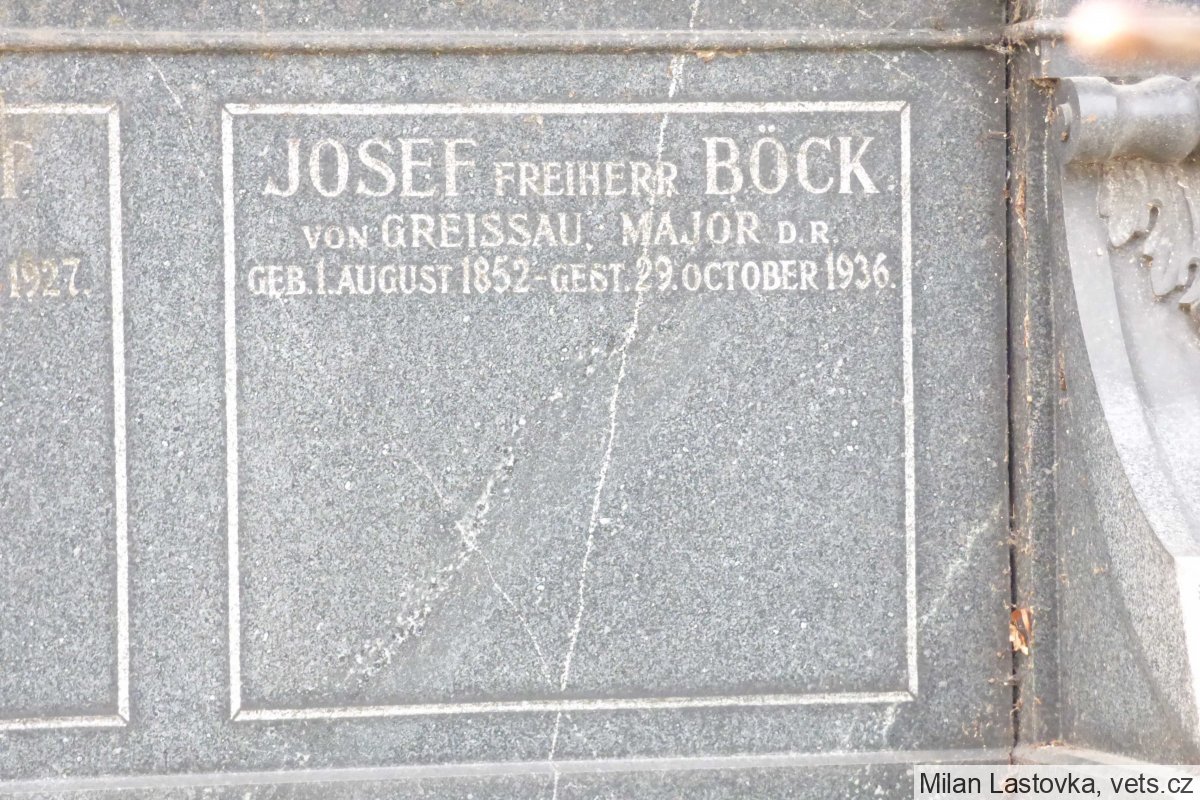 JOSEF FREIHERR BÖCK
VON GREISSAU, MAJOR D.R.
GEB. 1. AUGUST 1852 - GEST. 29. OCTOBER 1936.
F
1927.
Milan Lastovka, vets.cz